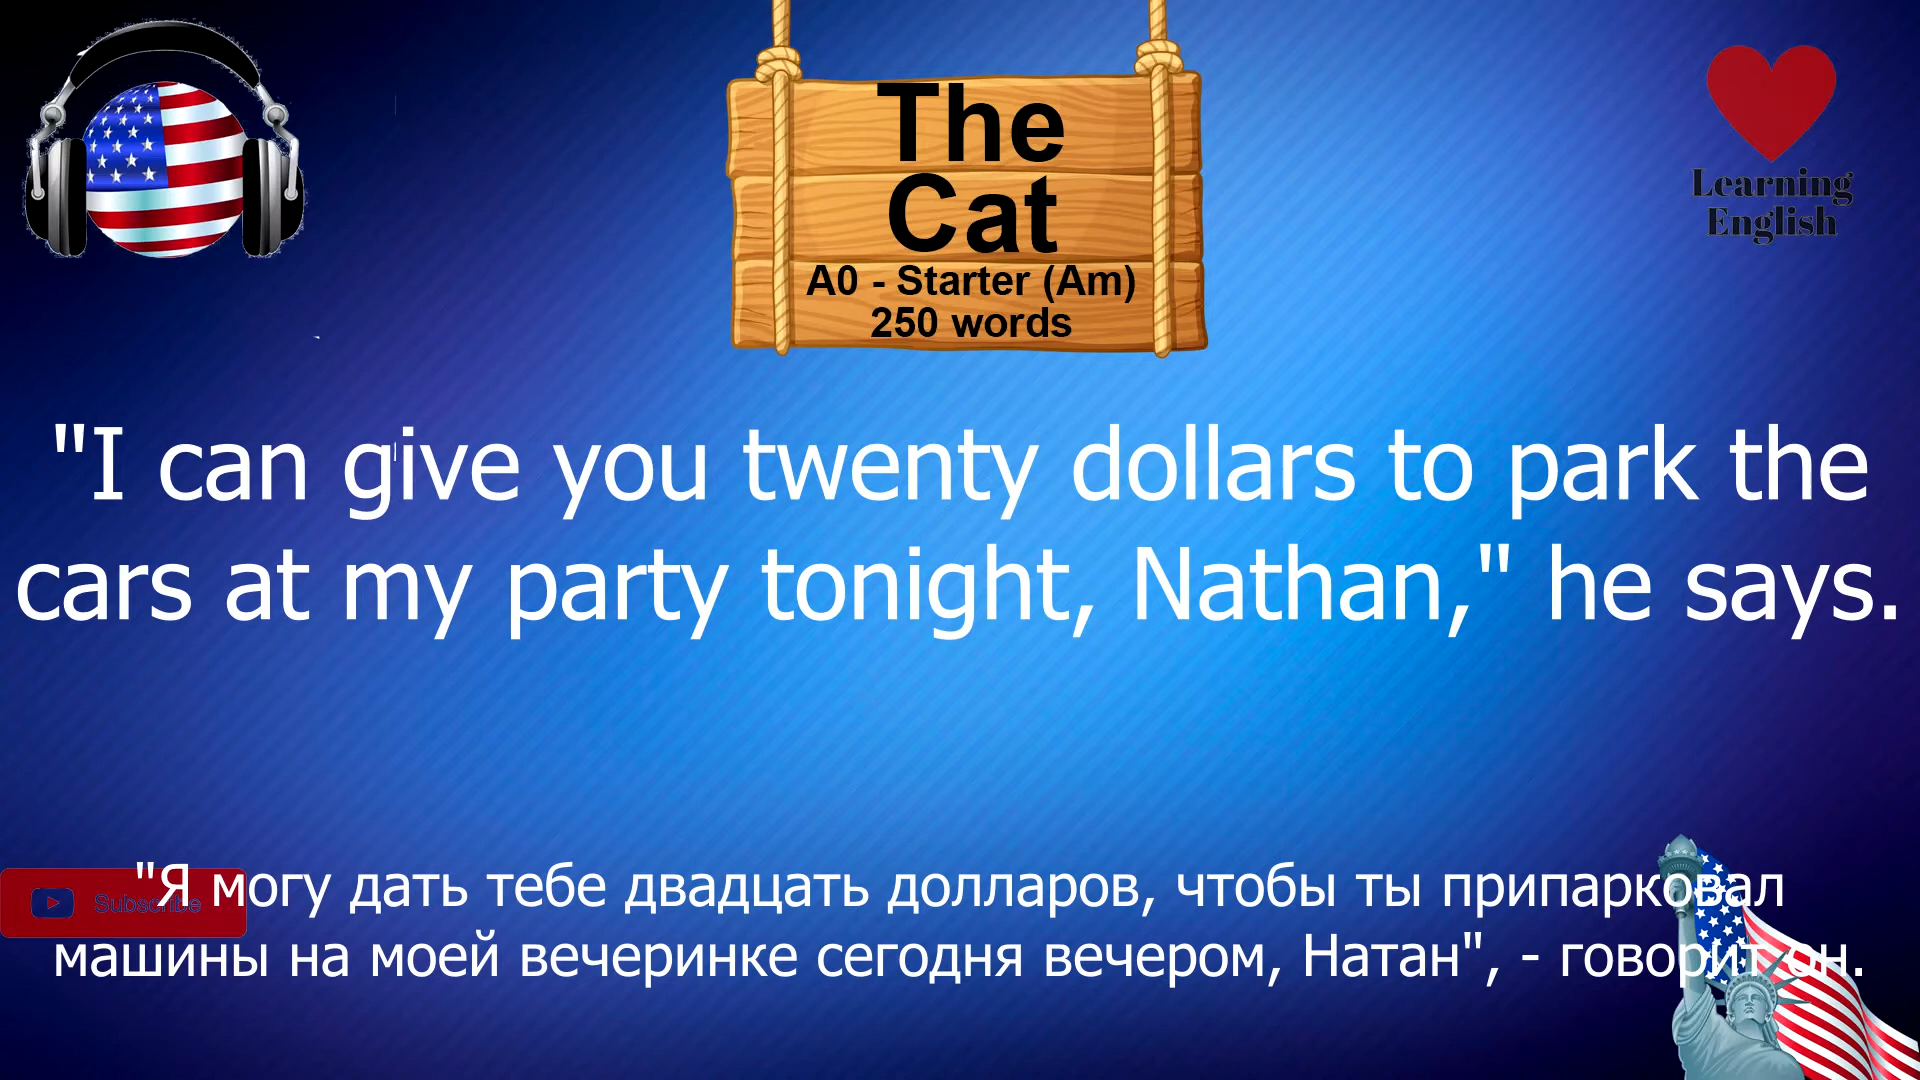 The
Cat
A0 - Starter (Am)
250 words
Learning
English
"I can give you twenty dollars to park the
cars at my party tonight, Nathan," he says.
Subscribe
"Я могу дать тебе двадцать долларов, чтобы ты припарковал
машины на моей вечеринке сегодня вечером, Натан", - говорит он.